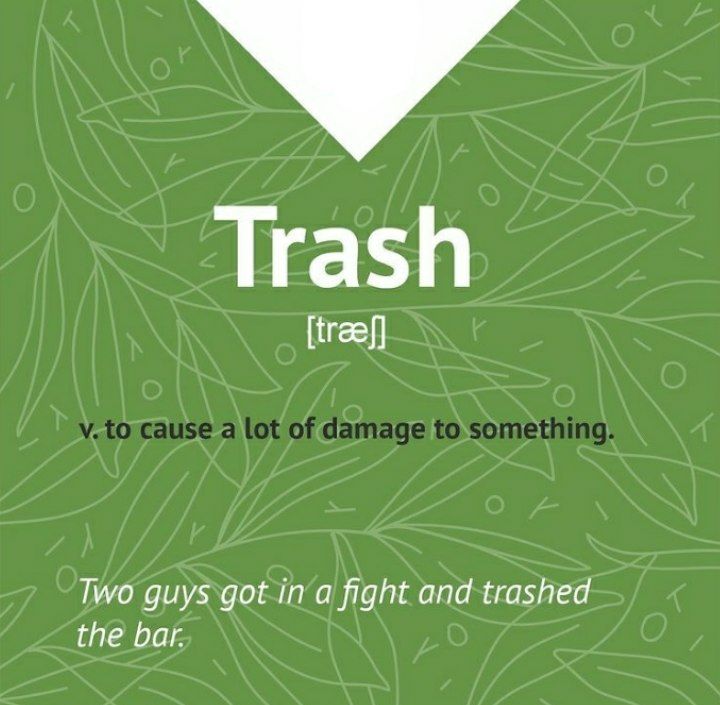 Trash
[træʃ]
v. to cause a lot of damage to something.
Two guys got in a fight and trashed
the bar.